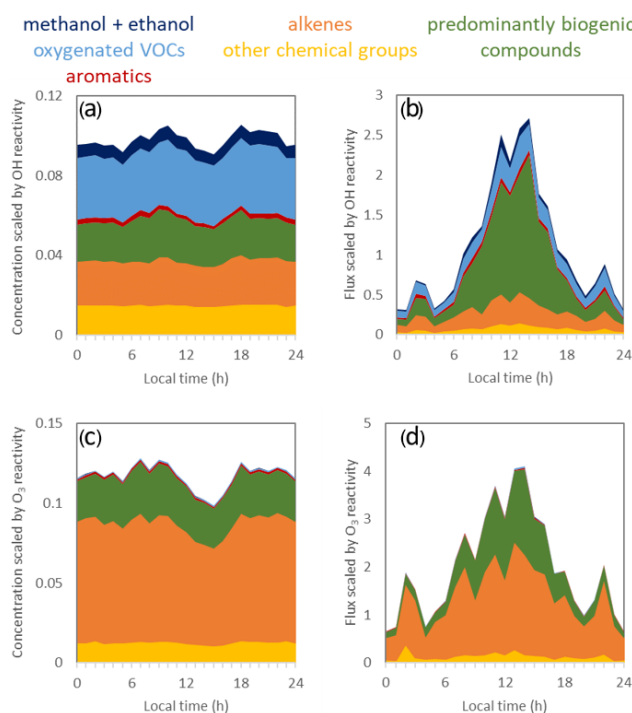 methanol + ethanol alkenes predominantly biogenic
oxygenated VOCs other chemical groups compounds
aromatics
(a)
Concentration scaled by OH reactivity
0.12
0.08
0.04
0
0 6 12 18 24
Local time (h)
(b)
Flux scaled by OH reactivity
3
2.5
2
1.5
1
0.5
0
0 6 12 18 24
Local time (h)
(c)
Concentration scaled by O₃ reactivity
0.15
0.1
0.05
0
0 6 12 18 24
Local time (h)
(d)
Flux scaled by O₃ reactivity
5
4
3
2
1
0
0 6 12 18 24
Local time (h)